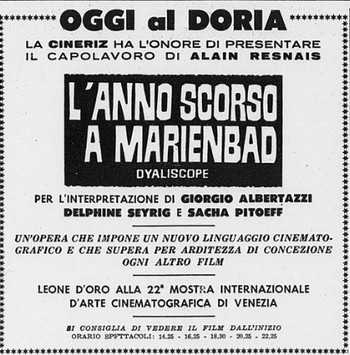 OGGI al DORIA
LA CINERIZ HA L'ONORE DI PRESENTARE
IL CAPOLAVORO DI ALAIN RESNAIS
L'ANNO SCORSO
A MARIENBAD
DYALISCOPE
PER L'INTERPRETAZIONE DI GIORGIO ALBERTAZZI
DELPHINE SEYRIG E SACHA PITOEFF
UN'OPERA CHE IMPONE UN NUOVO LINGUAGGIO CINEMATO-
GRAFICO E CHE SUPERA PER ARDITEZZA DI CONCEZIONE
OGNI ALTRO FILM
LEONE D'ORO ALLA 22ª MOSTRA INTERNAZIONALE
D'ARTE CINEMATOGRAFICA DI VENEZIA
SI CONSIGLIA DI VEDERE IL FILM DALL'INIZIO
ORARIO SPETTACOLI: 14,25 - 16,25 - 18,30 - 20,25 - 22,25